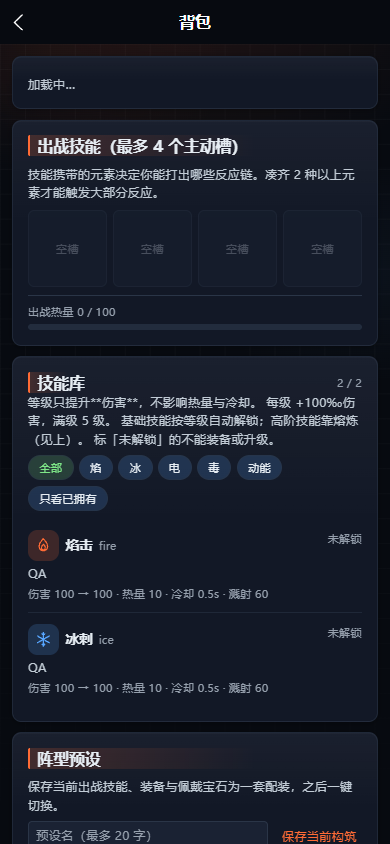 背包
加载中...
出战技能（最多 4 个主动槽）
技能携带的元素决定你能打出哪些反应链。凑齐 2 种以上元
素才能触发大部分反应。
空槽 空槽 空槽 空槽
出战热量 0 / 100
技能库 2 / 2
等级只提升**伤害**，不影响热量与冷却。 每级 +100‰伤
害，满级 5 级。 基础技能按等级自动解锁；高阶技能靠熔炼
（见上）。 标「未解锁」的不能装备或升级。
全部 焰 冰 电 毒 动能
只看已拥有
焰击 fire 未解锁
QA
伤害 100 → 100 · 热量 10 · 冷却 0.5s · 溅射 60
冰刺 ice 未解锁
QA
伤害 100 → 100 · 热量 10 · 冷却 0.5s · 溅射 60
阵型预设
保存当前出战技能、装备与佩戴宝石为一套配装，之后一键
切换。
预设名（最多 20 字） 保存当前构筑